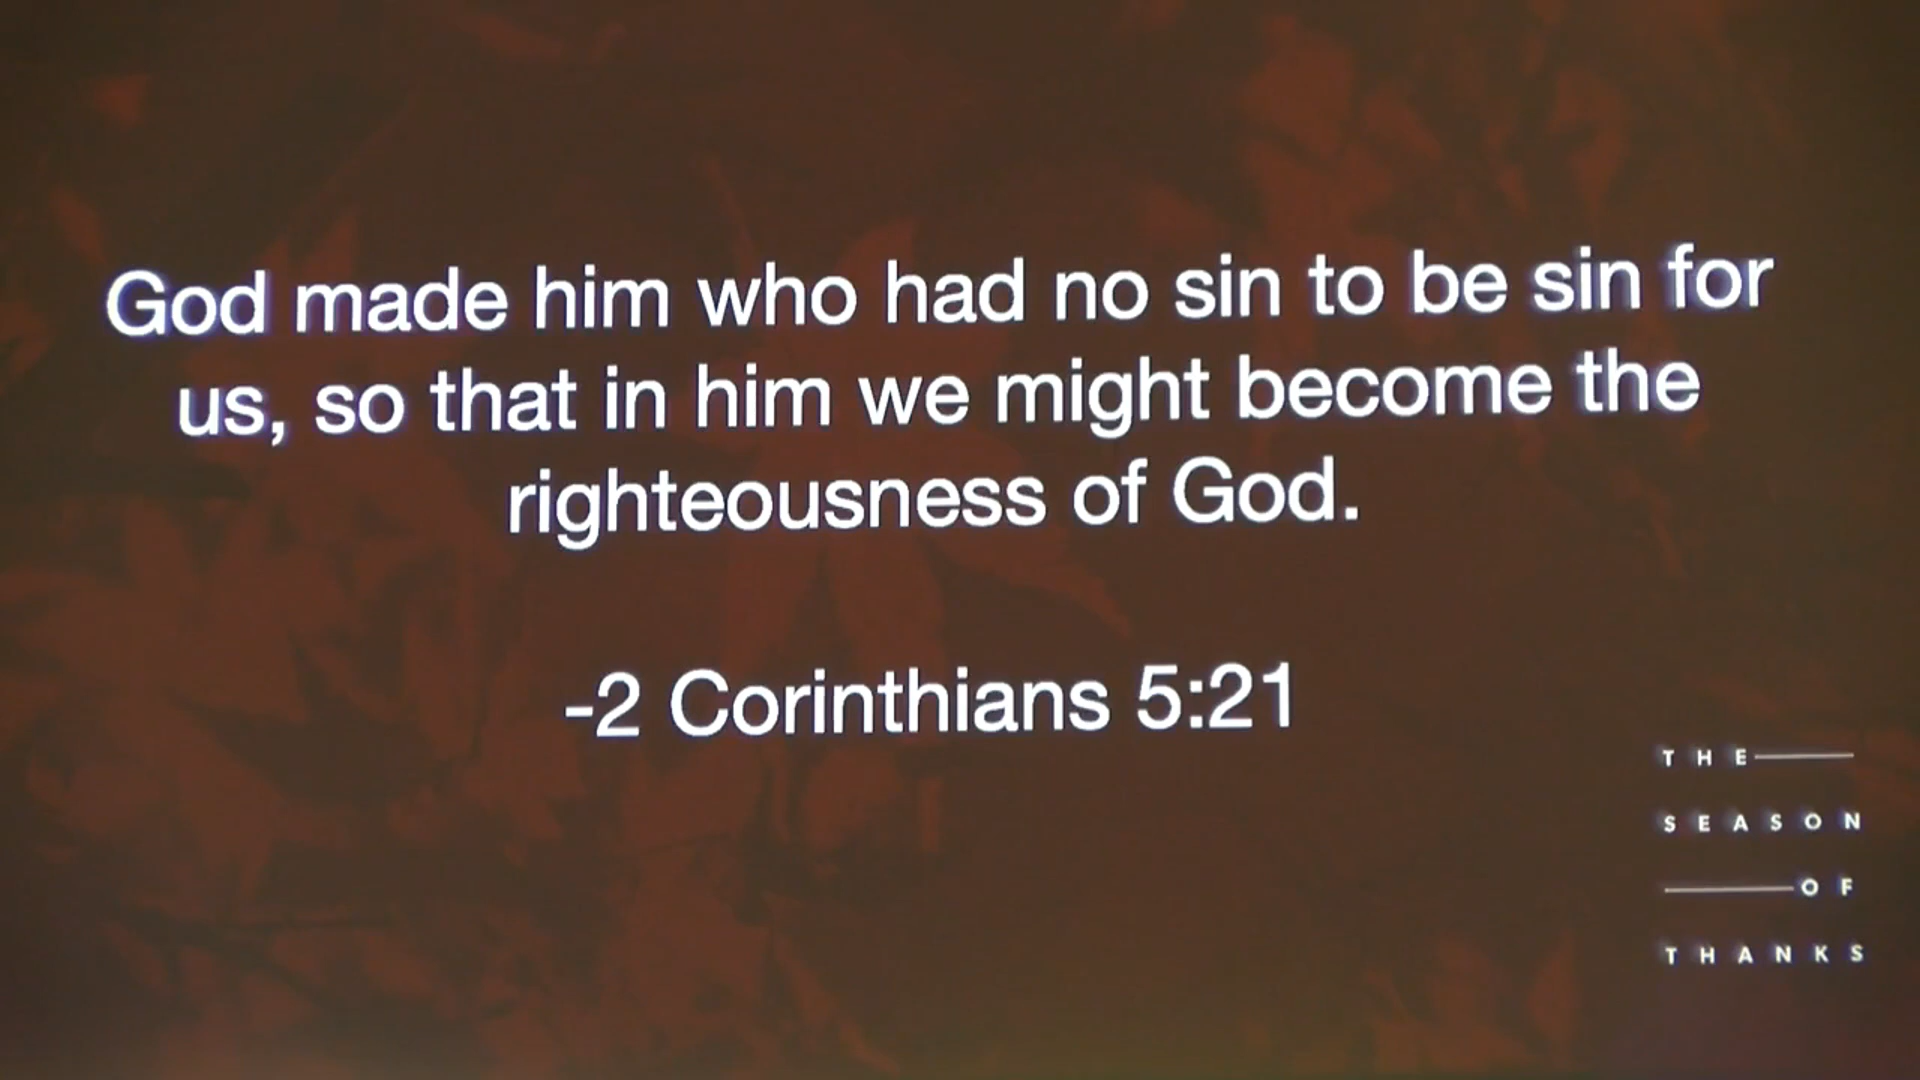 God made him who had no sin to be sin for
us, so that in him we might become the
righteousness of God.
-2 Corinthians 5:21
THE
SEASON
OF
THANKS